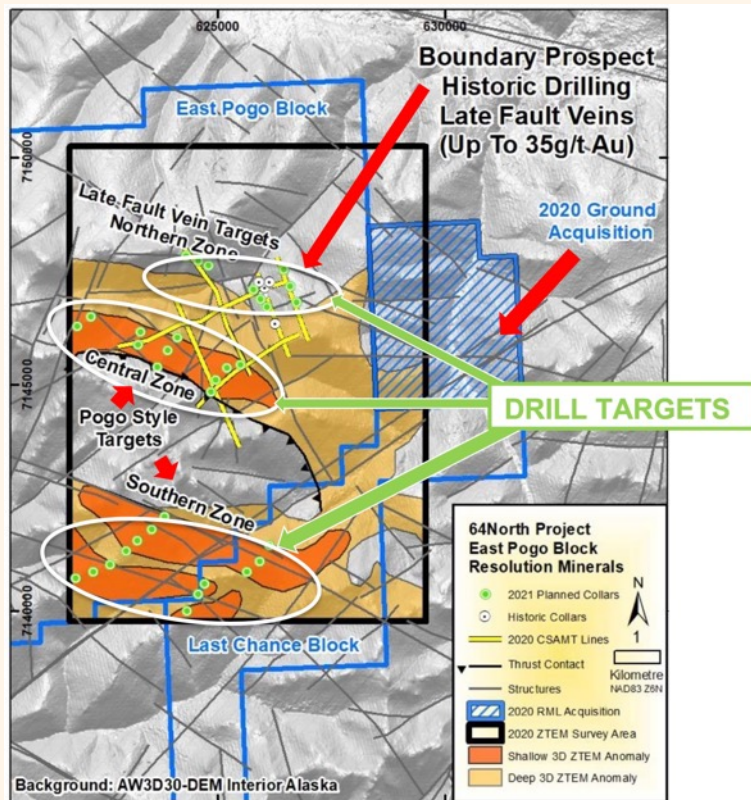 625000
630000
7150000
7145000
7140000
Boundary Prospect
Historic Drilling
Late Fault Veins
(Up To 35g/t Au)
East Pogo Block
2020 Ground
Acquisition
Late Fault Vein Targets
Northern Zone
Central Zone
Pogo Style
Targets
Southern Zone
DRILL TARGETS
Last Chance Block
64North Project
East Pogo Block
Resolution Minerals
2021 Planned Collars
Historic Collars
2020 CSAMT Lines
Thrust Contact
Structures
2020 RML Acquisition
2020 ZTEM Survey Area
Shallow 3D ZTEM Anomaly
Deep 3D ZTEM Anomaly
N
1
Kilometre
NAD83 Z6N
Background: AW3D30-DEM Interior Alaska